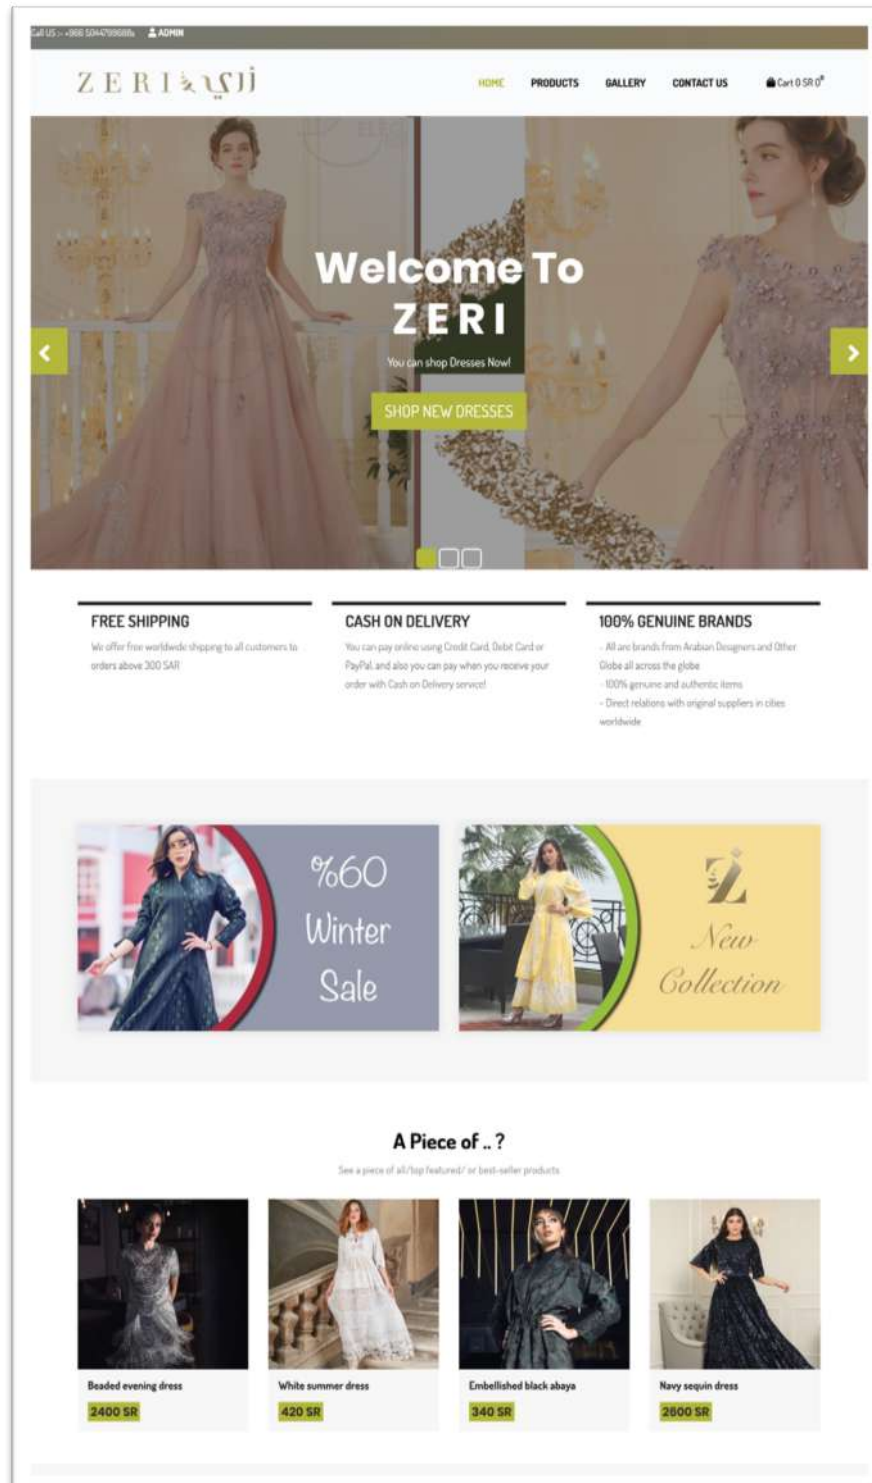 Call US :- +966
ADMIN
ZERI زري
HOME
PRODUCTS
GALLERY
CONTACT US
Cart 0 SR 0
Welcome To
ZERI
You can shop Dresses Now!
SHOP NEW DRESSES
FREE SHIPPING
We offer free worldwide shipping to all customers to
orders above 300 SAR
CASH ON DELIVERY
You can pay online using Credit Card, Debit Card or
PayPal, and also you can pay when you receive your
order with Cash on Delivery service!
100% GENUINE BRANDS
- All are brands from Arabian Designers and Other
Globe all across the globe
- 100% genuine and authentic items
- Direct relations with original suppliers in cities
worldwide
%60
Winter
Sale
New
Collection
A Piece of .. ?
See a piece of all/top featured/ or best-seller products
Beaded evening dress
2400 SR
White summer dress
420 SR
Embellished black abaya
340 SR
Navy sequin dress
2600 SR